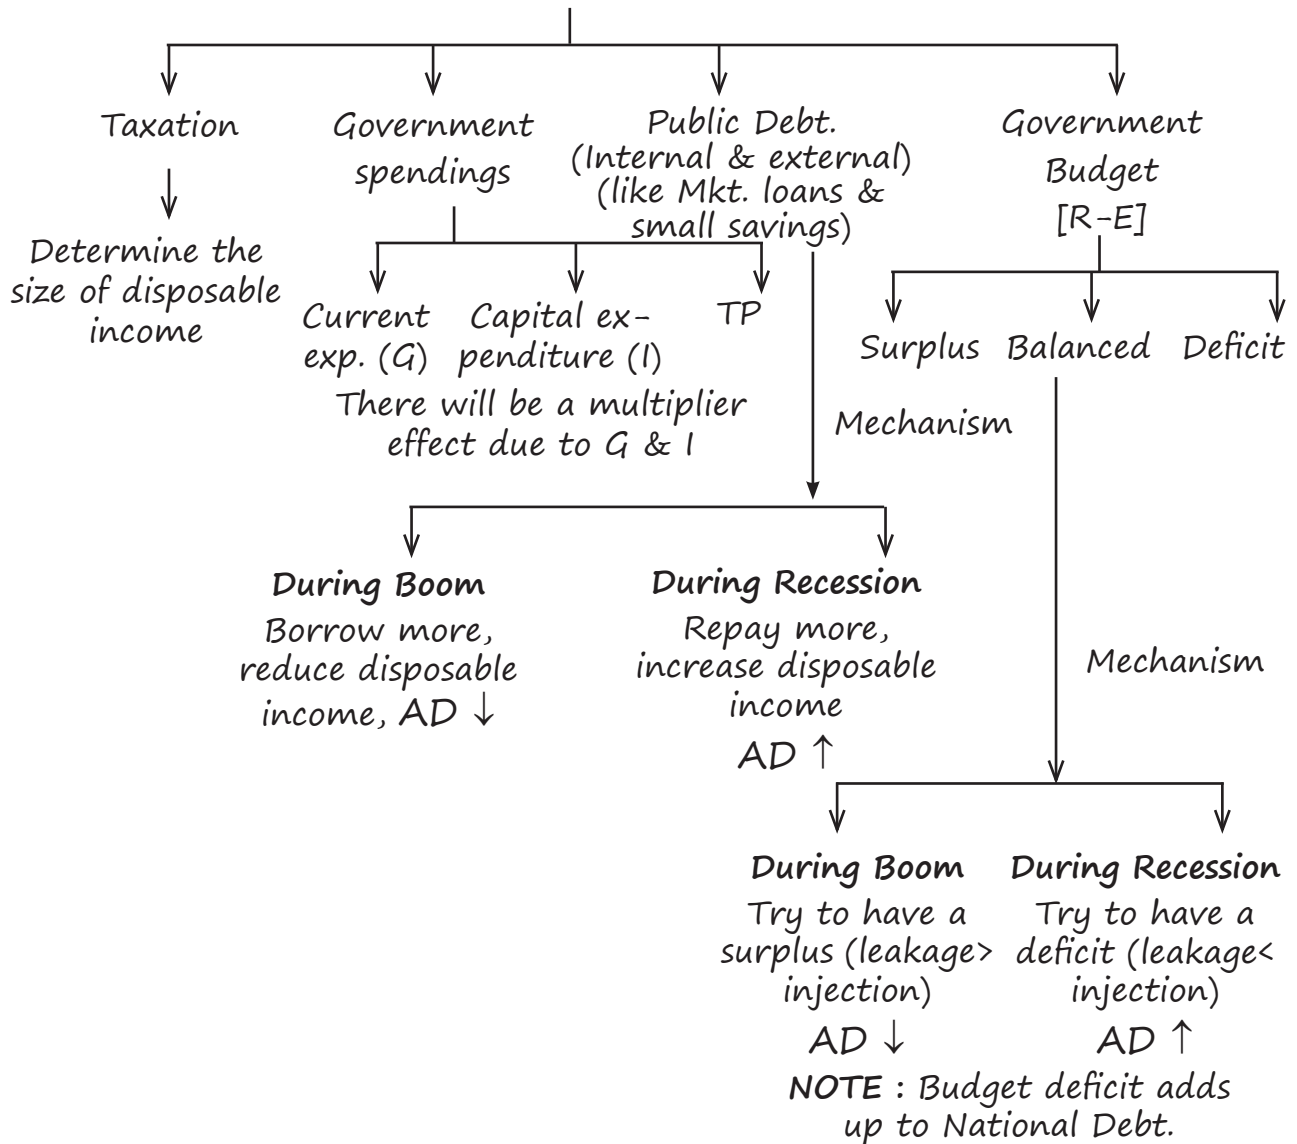 Taxation
Determine the
size of disposable
income
Government
spendings
Current
exp. (G)
Capital ex-
penditure (I)
TP
There will be a multiplier
effect due to G & I
Public Debt.
(Internal & external)
(like Mkt. loans &
small savings)
Mechanism
During Boom
Borrow more,
reduce disposable
income, AD ↓
During Recession
Repay more,
increase disposable
income
AD ↑
Government
Budget
[R-E]
Surplus
Balanced
Deficit
Mechanism
During Boom
Try to have a
surplus (leakage>
injection)
AD ↓
During Recession
Try to have a
deficit (leakage<
injection)
AD ↑
NOTE : Budget deficit adds
up to National Debt.